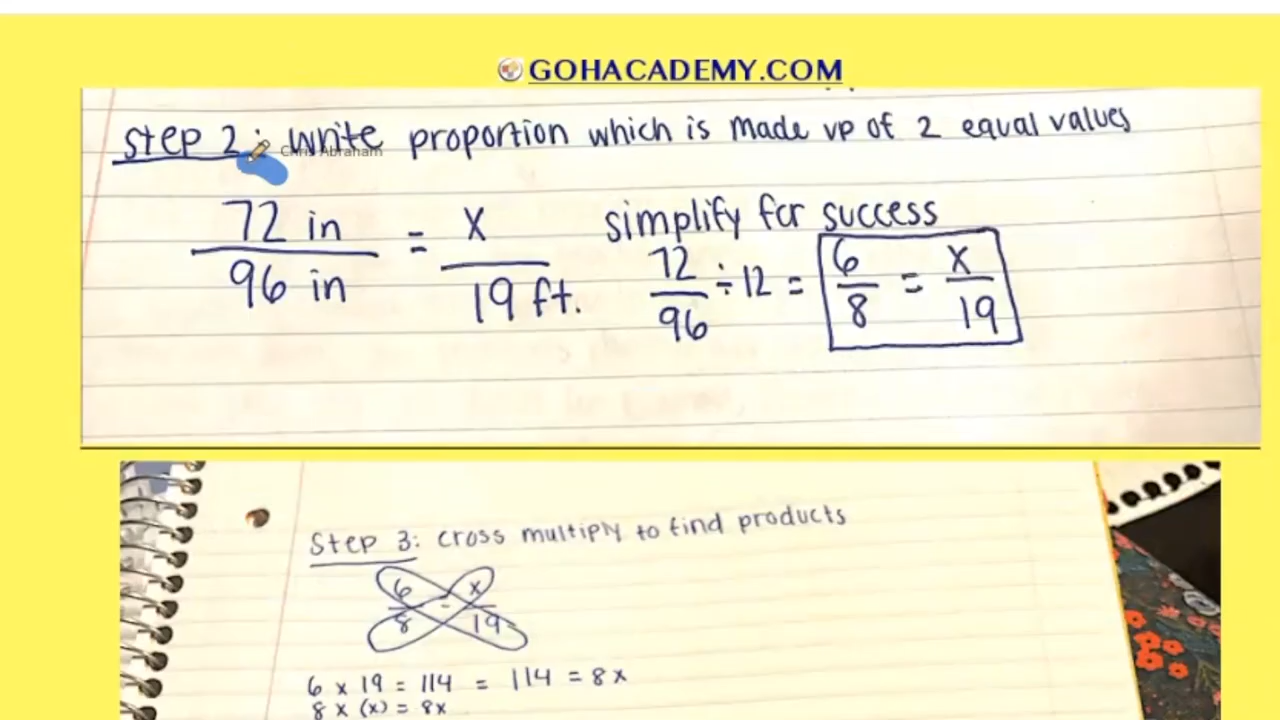 GOHACADEMY.COM
Step 2: Write proportion which is made up of 2 equal values
Chris Abraham
72 in / 96 in = x / 19 ft.
simplify for success
72 / 96 ÷ 12 = 6 / 8 = x / 19
Step 3: cross multiply to find products
6 / 8 = x / 19
6 x 19 = 114 = 114 = 8x
8 x (x) = 8x